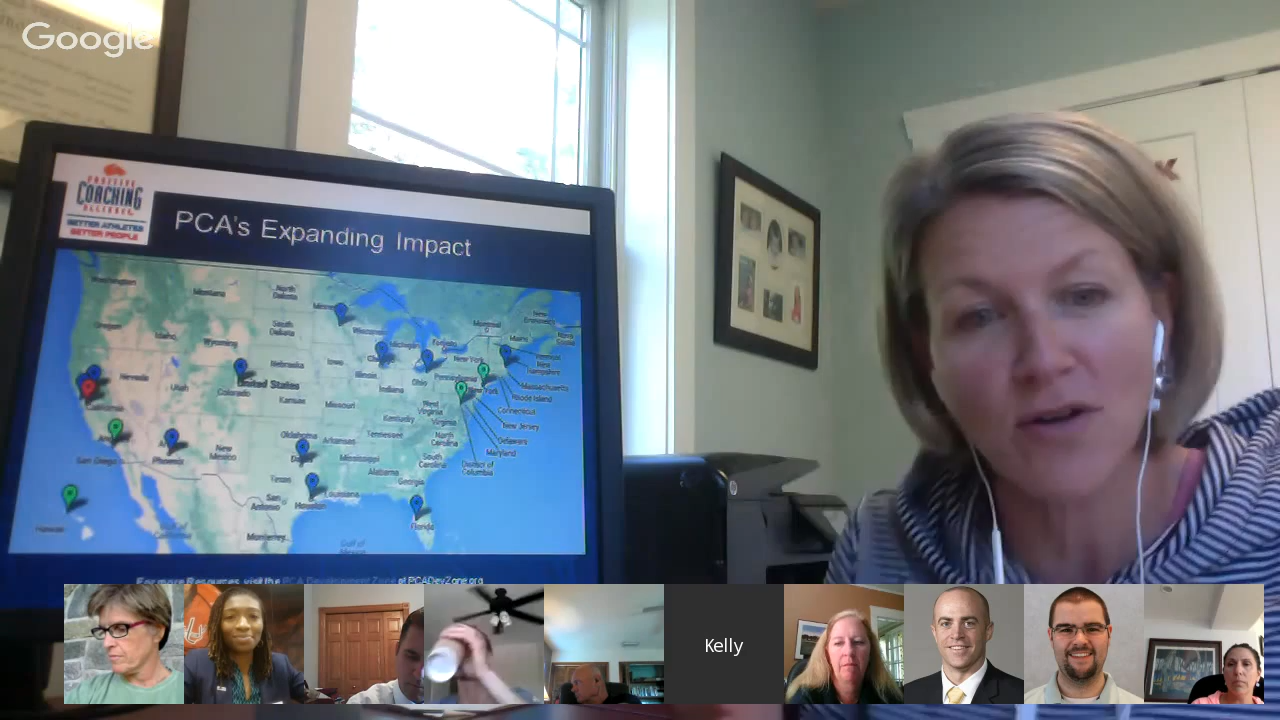 Google
POSITIVE
COACHING
ALLIANCE
BETTER ATHLETES
BETTER PEOPLE
PCA's Expanding Impact
Washington
Montana
North
Dakota
Oregon
Idaho
Wyoming
South
Dakota
Wisconsin
Michigan
Toronto
Montreal
Maine
Vermont
New
Hampshire
Massachusetts
Rhode Island
Connecticut
New Jersey
Delaware
Maryland
District of
Columbia
New York
Nevada
Utah
Colorado
United States
Nebraska
Iowa
Illinois
Indiana
Ohio
Kansas
Missouri
Kentucky
West
Virginia
Virginia
California
Phoenix
New
Mexico
Oklahoma
Arkansas
Tennessee
North
Carolina
South
Carolina
Mississippi
Alabama
Georgia
San Diego
Texas
San
Antonio
Houston
Louisiana
Florida
Hawaii
Monterrey
Gulf of
Mexico
For more Resources, visit the PCA Development Zone at PCADevZone.org
Kelly